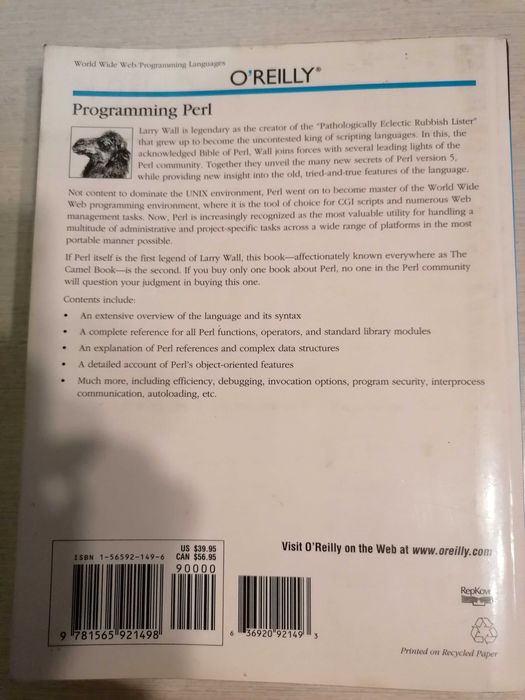 World Wide Web/Programming Languages
O'REILLY®
Programming Perl
Larry Wall is legendary as the creator of the "Pathologically Eclectic Rubbish Lister"
that grew up to become the uncontested king of scripting languages. In this, the
acknowledged Bible of Perl, Wall joins forces with several leading lights of the
Perl community. Together they unveil the many new secrets of Perl version 5,
while providing new insight into the old, tried-and-true features of the language.
Not content to dominate the UNIX environment, Perl went on to become master of the World Wide
Web programming environment, where it is the tool of choice for CGI scripts and numerous Web
management tasks. Now, Perl is increasingly recognized as the most valuable utility for handling a
multitude of administrative and project-specific tasks across a wide range of platforms in the most
portable manner possible.
If Perl itself is the first legend of Larry Wall, this book—affectionately known everywhere as The
Camel Book—is the second. If you buy only one book about Perl, no one in the Perl community
will question your judgment in buying this one.
Contents include:
• An extensive overview of the language and its syntax
• A complete reference for all Perl functions, operators, and standard library modules
• An explanation of Perl references and complex data structures
• A detailed account of Perl's object-oriented features
• Much more, including efficiency, debugging, invocation options, program security, interprocess
communication, autoloading, etc.
US $39.95
ISBN 1-56592-149-6 CAN $56.95
90000
9 781565 921498
6 36920 92149 3
Visit O'Reilly on the Web at www.oreilly.com
RepKover
Printed on Recycled Paper